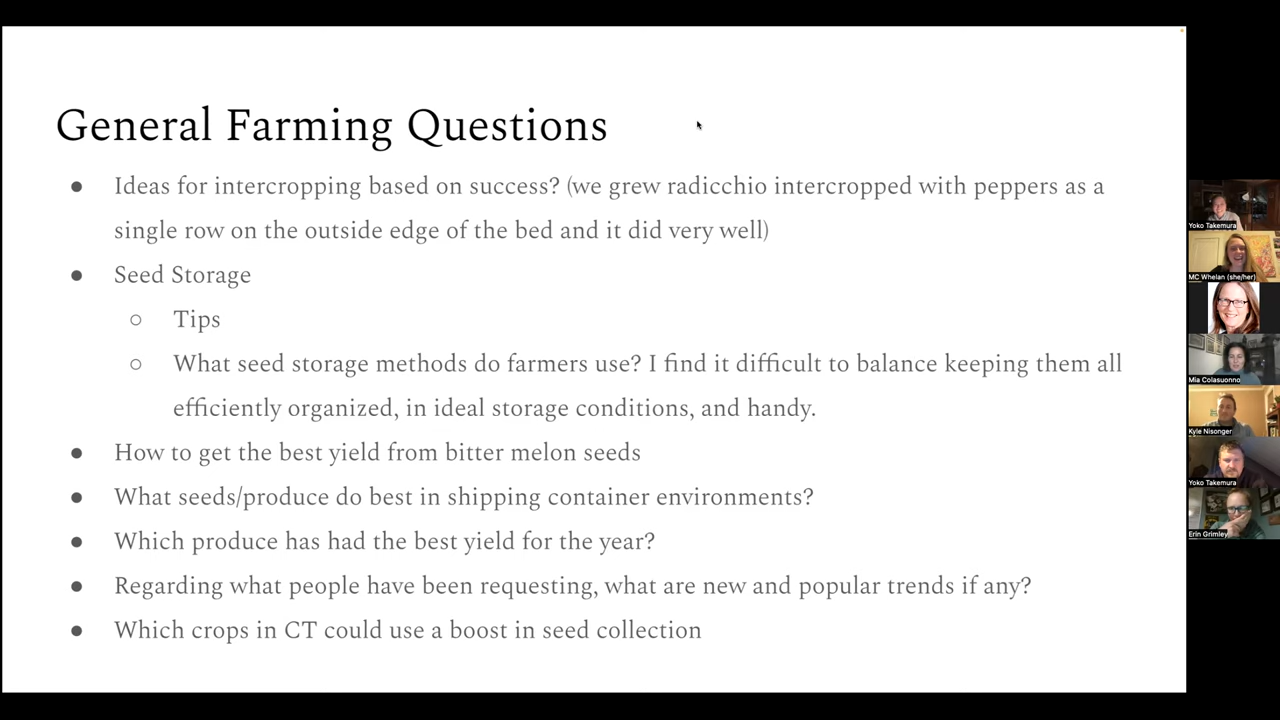 General Farming Questions
● Ideas for intercropping based on success? (we grew radicchio intercropped with peppers as a
single row on the outside edge of the bed and it did very well)
● Seed Storage
○ Tips
○ What seed storage methods do farmers use? I find it difficult to balance keeping them all
efficiently organized, in ideal storage conditions, and handy.
● How to get the best yield from bitter melon seeds
● What seeds/produce do best in shipping container environments?
● Which produce has had the best yield for the year?
● Regarding what people have been requesting, what are new and popular trends if any?
● Which crops in CT could use a boost in seed collection
Yoko Takemura
MC Whelan (she/her)
Mia Colasuonno
Kyle Nisonger
Yoko Takemura
Erin Grimley